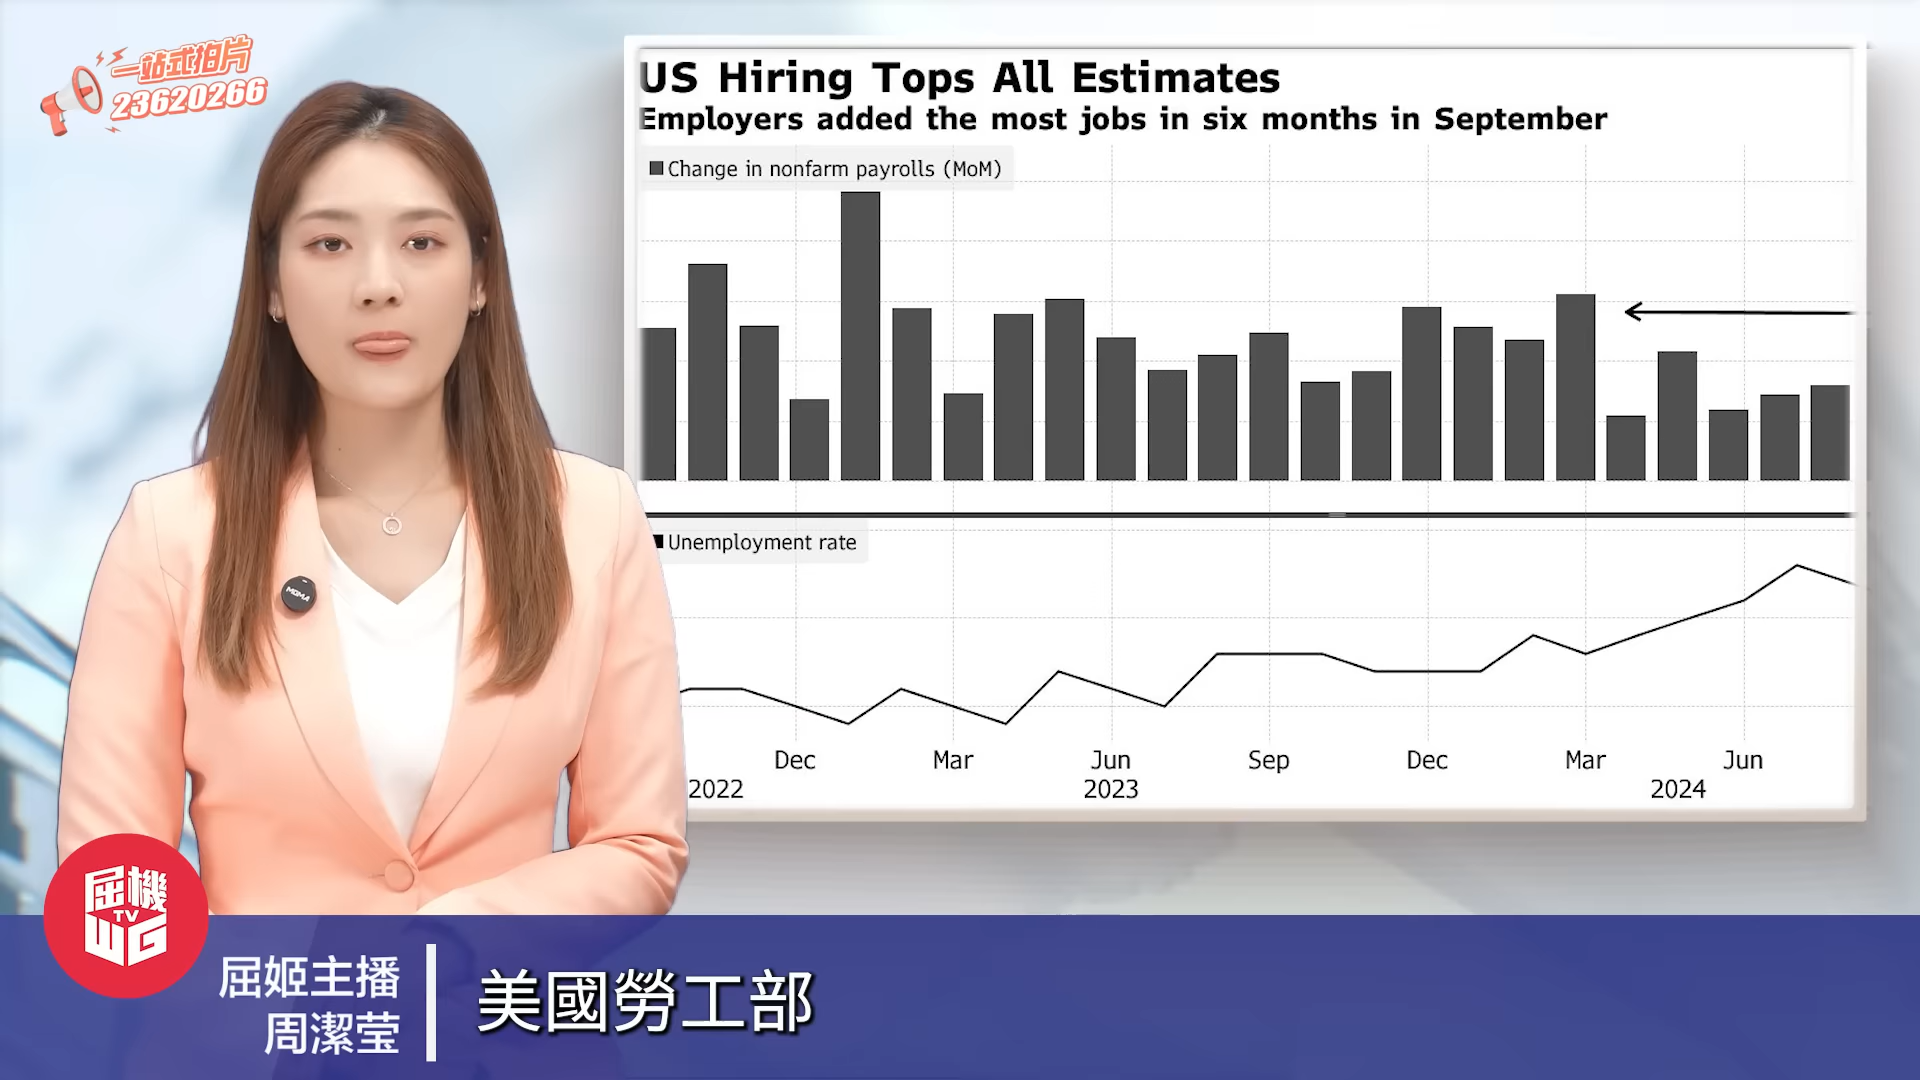 一站式拍片
23620266
US Hiring Tops All Estimates
Employers added the most jobs in six months in September
Change in nonfarm payrolls (MoM)
Unemployment rate
Dec Mar Jun Sep Dec Mar Jun
2022 2023 2024
MOMA
屈機
TV
WG
屈姬主播
周潔莹
美國勞工部